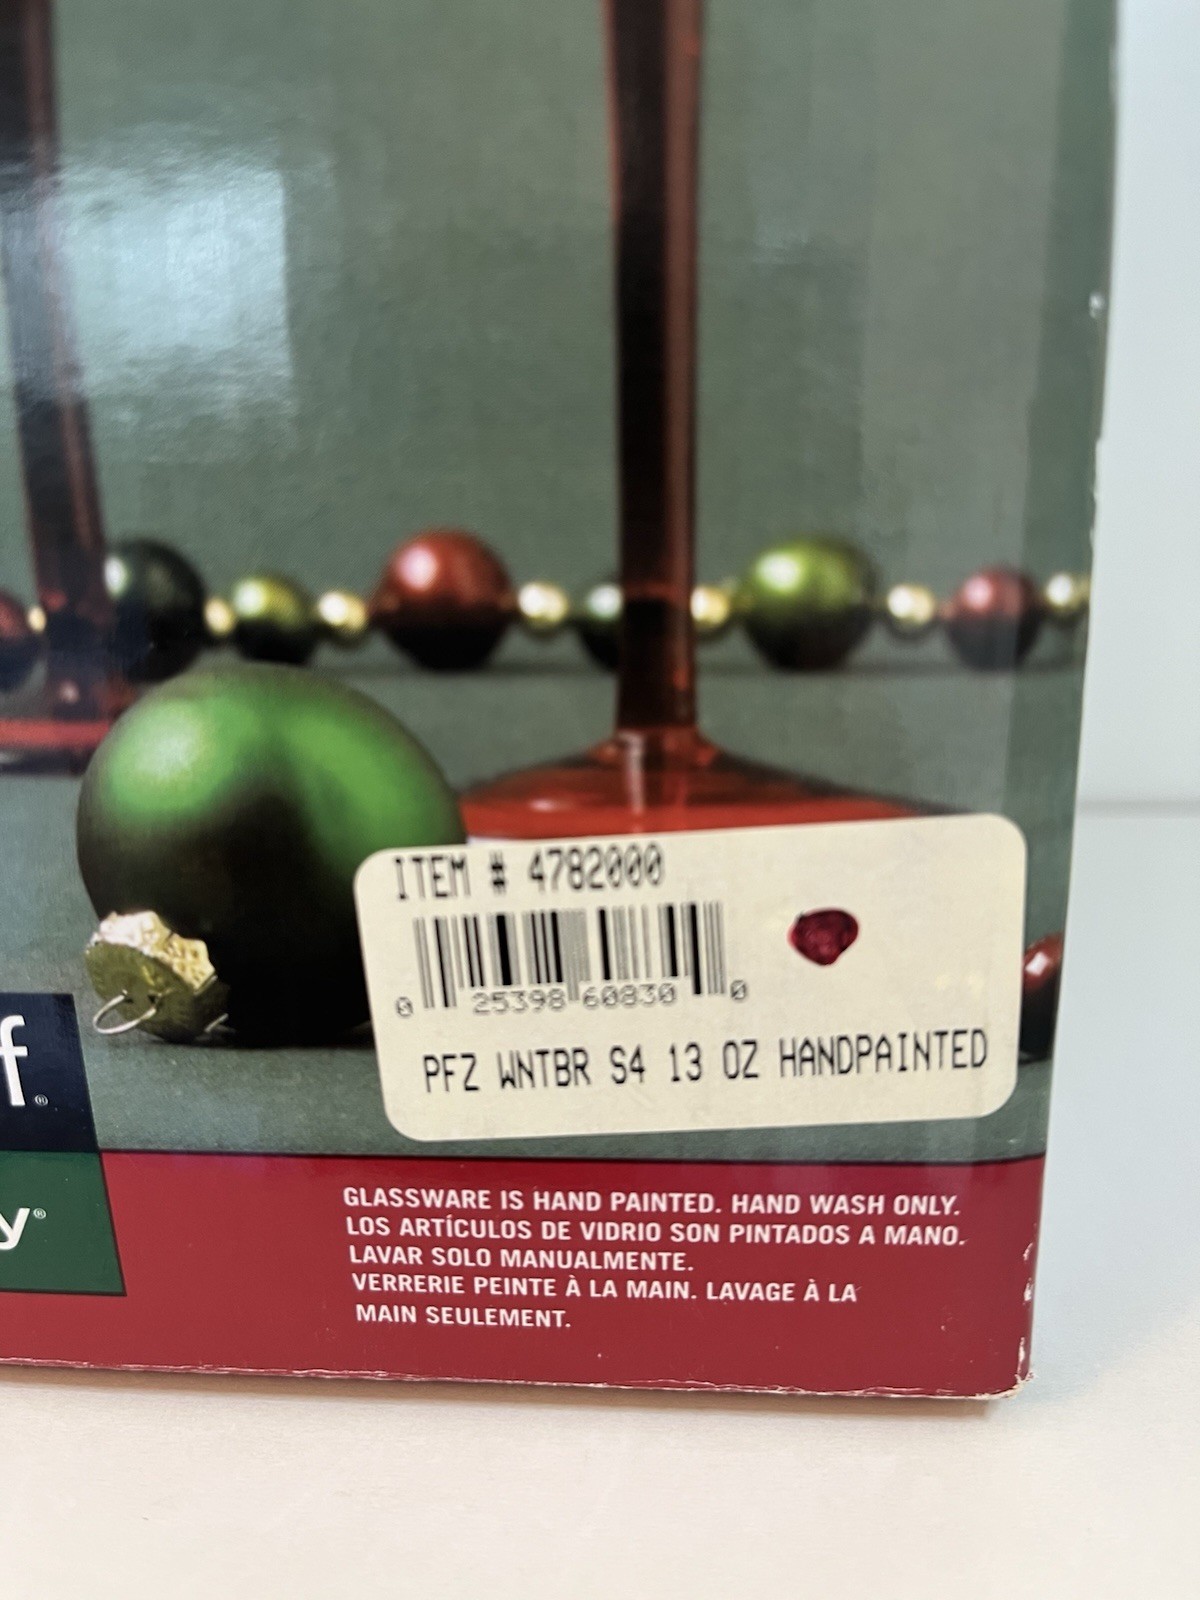 ITEM # 4782000
0 25398 60830 0
PFZ WNTBR S4 13 OZ HANDPAINTED
f®
y®
GLASSWARE IS HAND PAINTED. HAND WASH ONLY.
LOS ARTÍCULOS DE VIDRIO SON PINTADOS A MANO.
LAVAR SOLO MANUALMENTE.
VERRERIE PEINTE À LA MAIN. LAVAGE À LA
MAIN SEULEMENT.